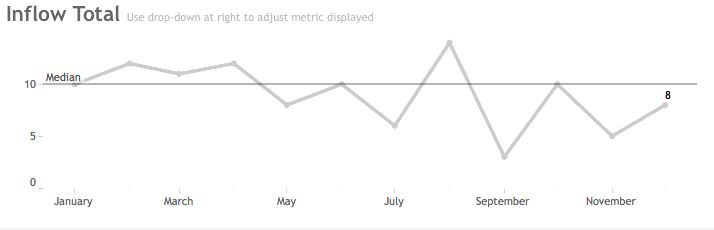 Inflow Total Use drop-down at right to adjust metric displayed
Median
10
8
5
0
January March May July September November